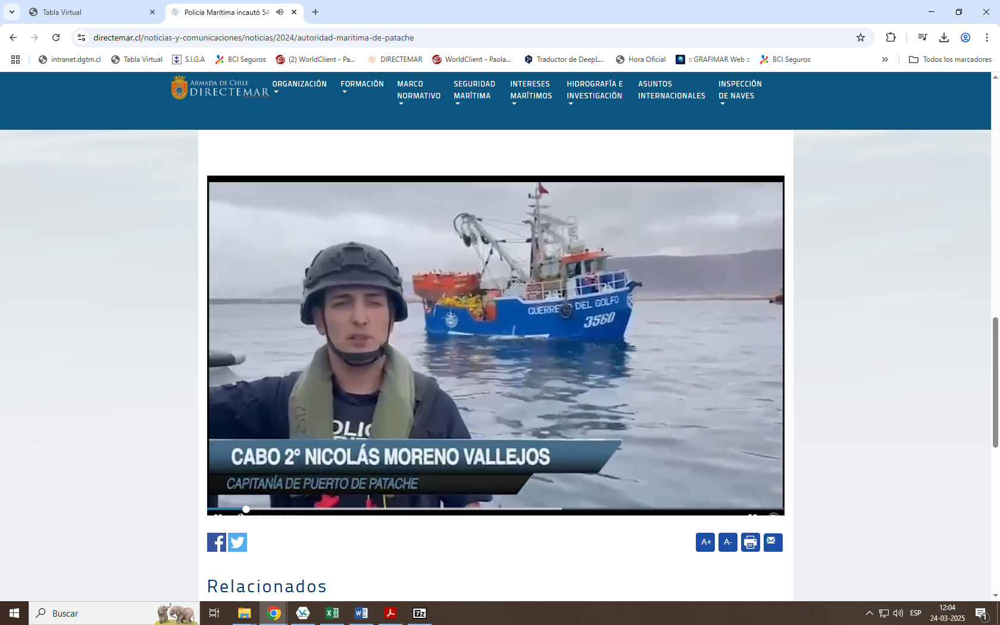 Tabla Virtual
Policía Marítima incautó 54
directemar.cl/noticias-y-comunicaciones/noticias/2024/autoridad-maritima-de-patache
intranet.dgtm.cl
Tabla Virtual
S.I.G.A
BCI Seguros
(2) WorldClient - Pa...
DIRECTEMAR
WorldClient - Paola...
Traductor de DeepL...
Hora Oficial
:: GRAFIMAR Web ::
BCI Seguros
»
Todos los marcadores
ARMADA DE CHILE
DIRECTEMAR
ORGANIZACIÓN
FORMACIÓN
MARCO
NORMATIVO
SEGURIDAD
MARÍTIMA
INTERESES
MARÍTIMOS
HIDROGRAFÍA E
INVESTIGACIÓN
ASUNTOS
INTERNACIONALES
INSPECCIÓN
DE NAVES
DEL GOLFO
3560
CABO 2° NICOLÁS MORENO VALLEJOS
CAPITANÍA DE PUERTO DE PATACHE
A+
A-
Relacionados
Buscar
7z
ESP
12:04
24-03-2025
1